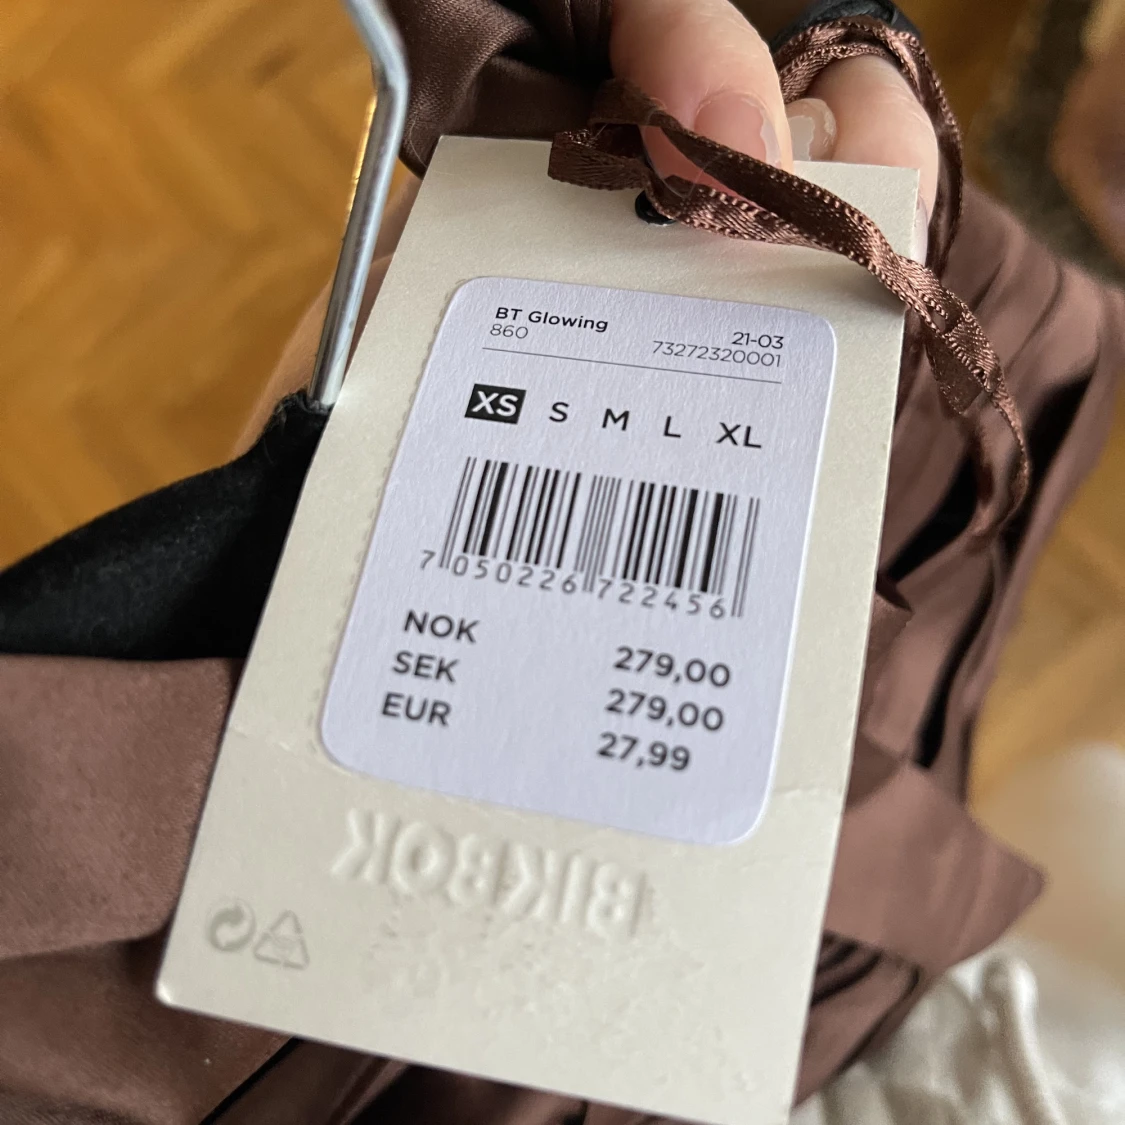 BT Glowing 21-03
860 73272320001
XS S M L XL
7 050226 722456
NOK 279,00
SEK 279,00
EUR 27,99
BIKBOK